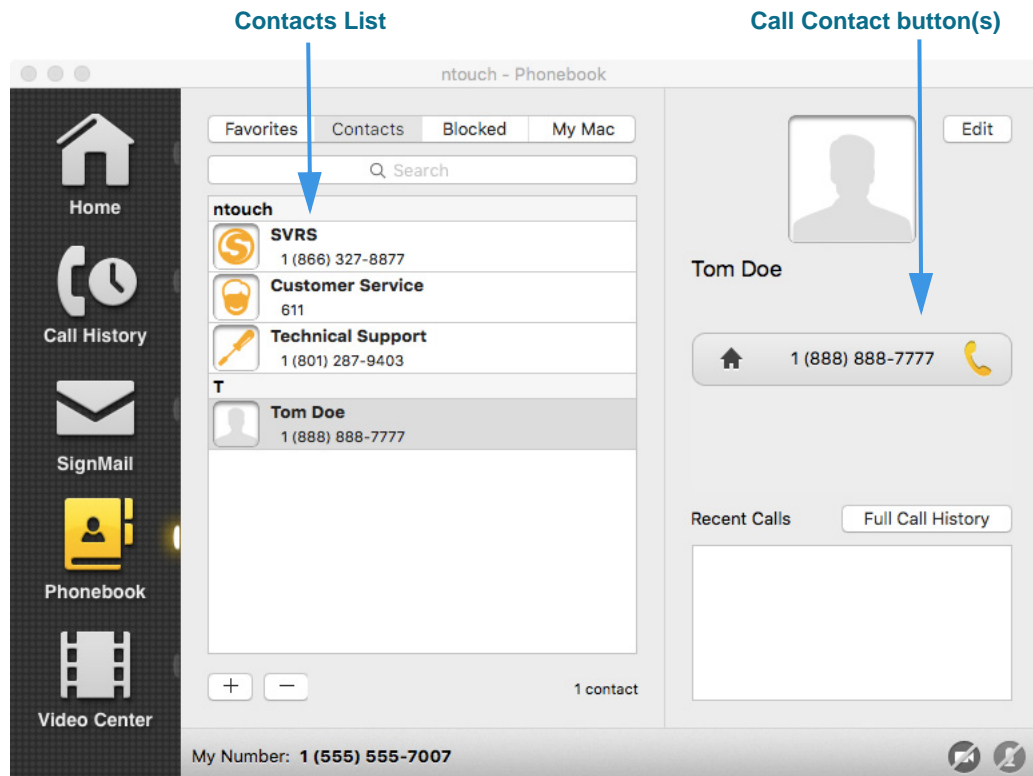 Contacts List
Call Contact button(s)
ntouch - Phonebook
Home
Call History
SignMail
Phonebook
Video Center
Favorites Contacts Blocked My Mac
Search
ntouch
SVRS
1 (866) 327-8877
Customer Service
611
Technical Support
1 (801) 287-9403
T
Tom Doe
1 (888) 888-7777
+ −
1 contact
Edit
Tom Doe
1 (888) 888-7777
Recent Calls
Full Call History
My Number: 1 (555) 555-7007